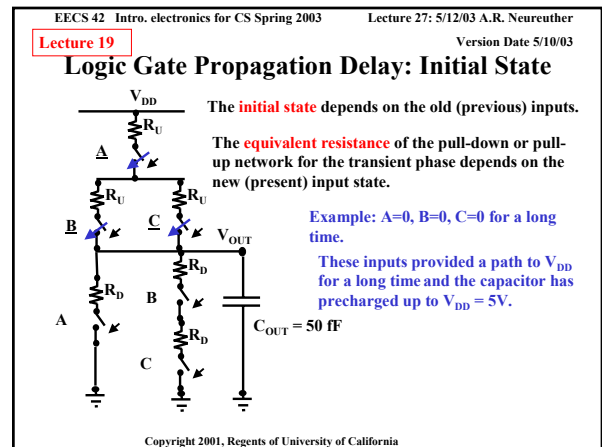 EECS 42 Intro. electronics for CS Spring 2003 Lecture 27: 5/12/03 A.R. Neureuther
Lecture 19 Version Date 5/10/03
Logic Gate Propagation Delay: Initial State
VDD
The initial state depends on the old (previous) inputs.
RU
A
The equivalent resistance of the pull-down or pull-
up network for the transient phase depends on the
new (present) input state.
RU
RU
B
C
VOUT
Example: A=0, B=0, C=0 for a long
time.
These inputs provided a path to VDD
for a long time and the capacitor has
precharged up to VDD = 5V.
RD
RD
B
A
RD
COUT = 50 fF
C
Copyright 2001, Regents of University of California